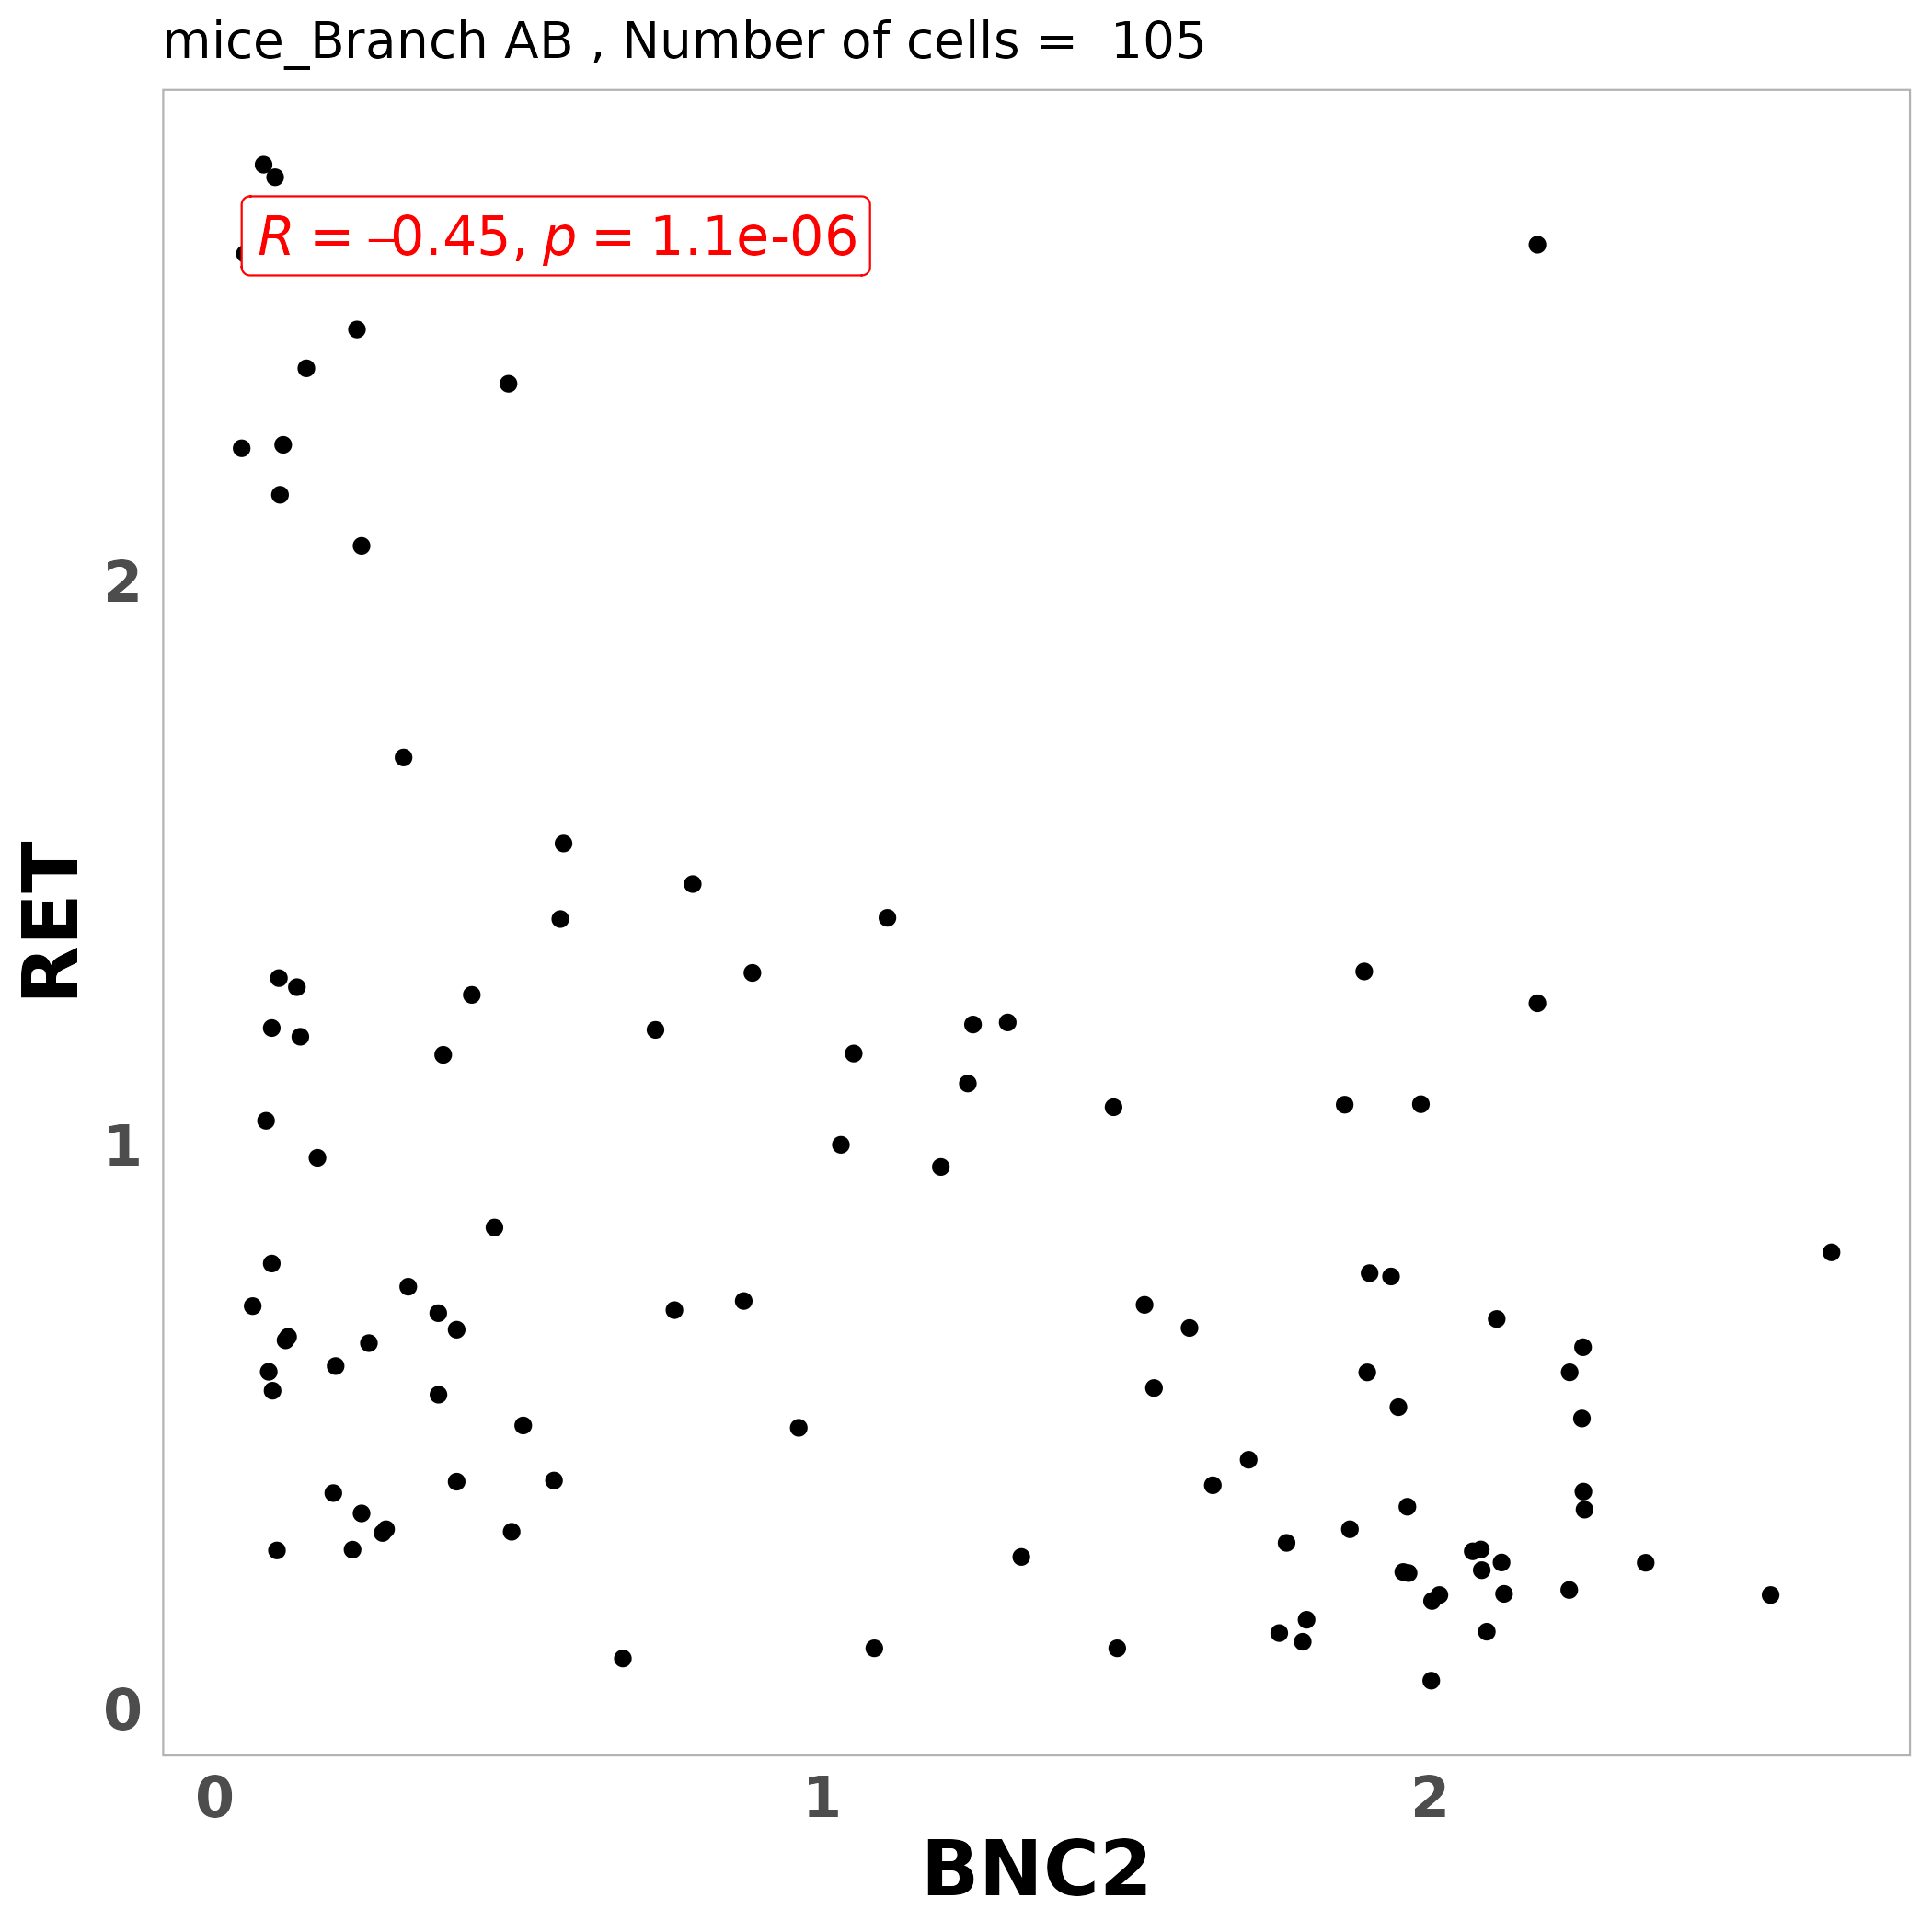 mice_Branch AB , Number of cells =  105
R = –0.45, p = 1.1e-06
RET
2
1
0
0 1 2
BNC2